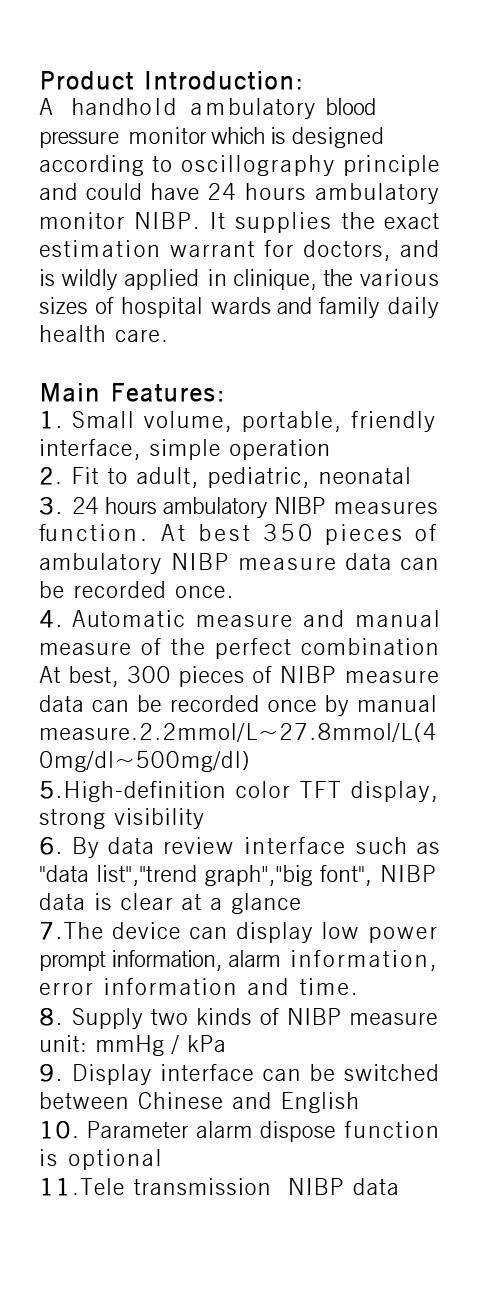 Product Introduction:
A handhold ambulatory blood
pressure monitor which is designed
according to oscillography principle
and could have 24 hours ambulatory
monitor NIBP. It supplies the exact
estimation warrant for doctors, and
is wildly applied in clinique, the various
sizes of hospital wards and family daily
health care.
Main Features:
1. Small volume, portable, friendly
interface, simple operation
2. Fit to adult, pediatric, neonatal
3. 24 hours ambulatory NIBP measures
function. At best 350 pieces of
ambulatory NIBP measure data can
be recorded once.
4. Automatic measure and manual
measure of the perfect combination
At best, 300 pieces of NIBP measure
data can be recorded once by manual
measure.2.2mmol/L~27.8mmol/L(4
0mg/dl~500mg/dl)
5.High-definition color TFT display,
strong visibility
6. By data review interface such as
"data list","trend graph","big font", NIBP
data is clear at a glance
7.The device can display low power
prompt information, alarm information,
error information and time.
8. Supply two kinds of NIBP measure
unit: mmHg / kPa
9. Display interface can be switched
between Chinese and English
10. Parameter alarm dispose function
is optional
11.Tele transmission NIBP data